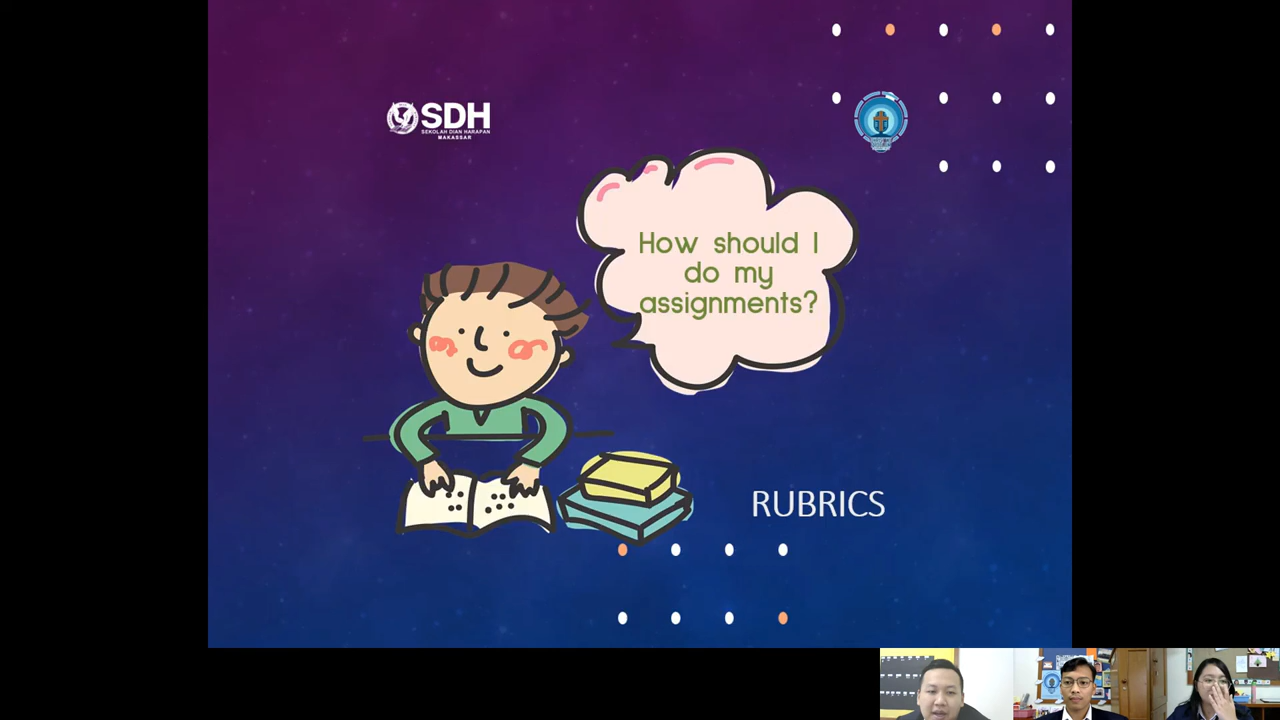 SDH
SEKOLAH DIAN HARAPAN
MAKASSAR
How should I
do my
assignments?
RUBRICS